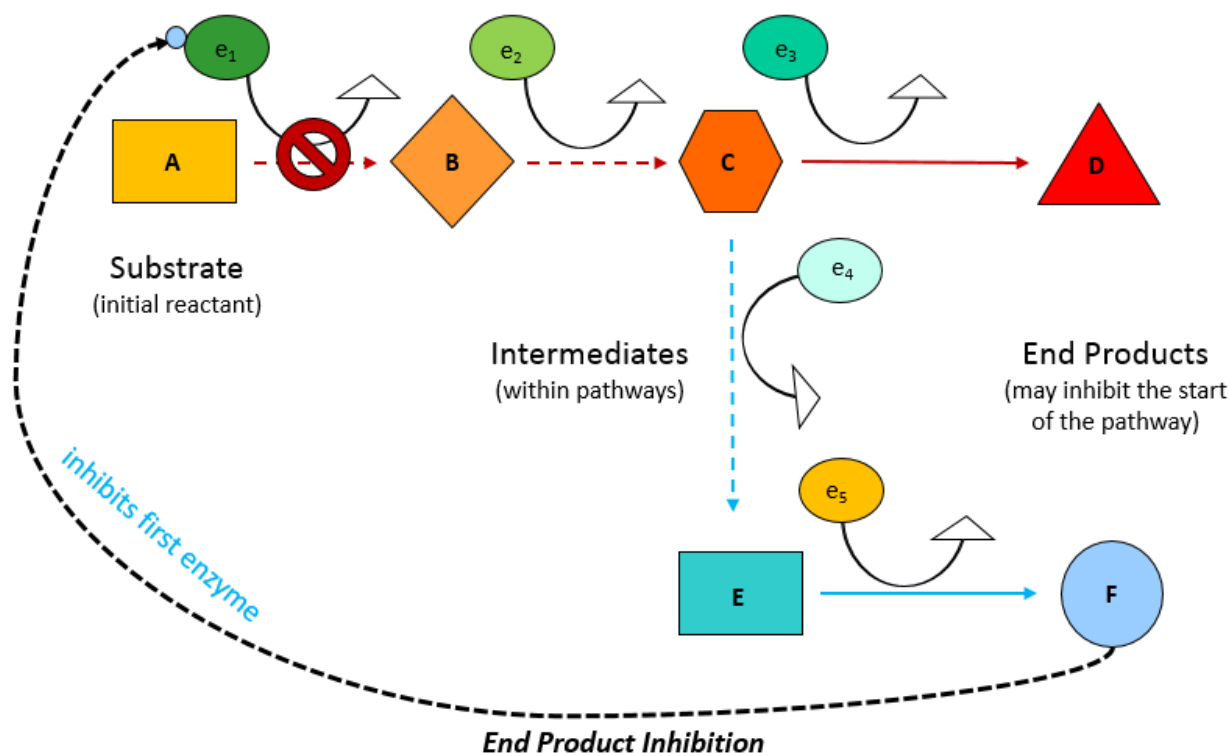 e₁
e₂
e₃
A
B
C
D
Substrate
(initial reactant)
e₄
Intermediates
(within pathways)
End Products
(may inhibit the start
of the pathway)
inhibits first enzyme
e₅
E
F
End Product Inhibition